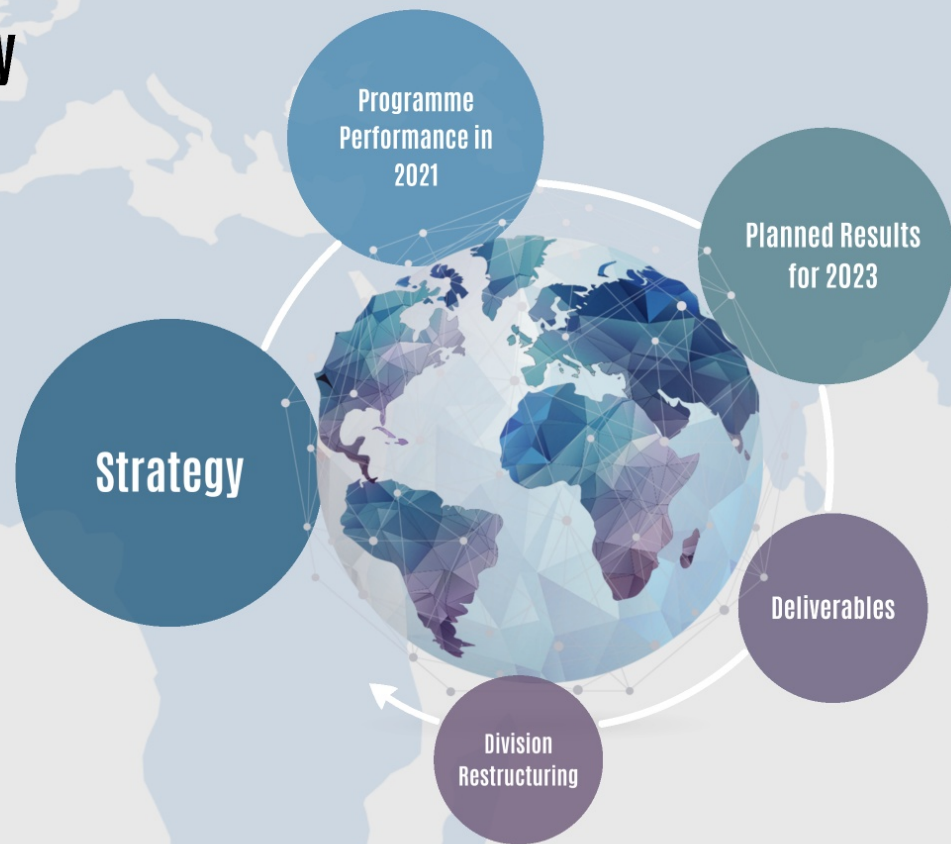 Programme
Performance in
2021
Planned Results
for 2023
Strategy
Deliverables
Division
Restructuring